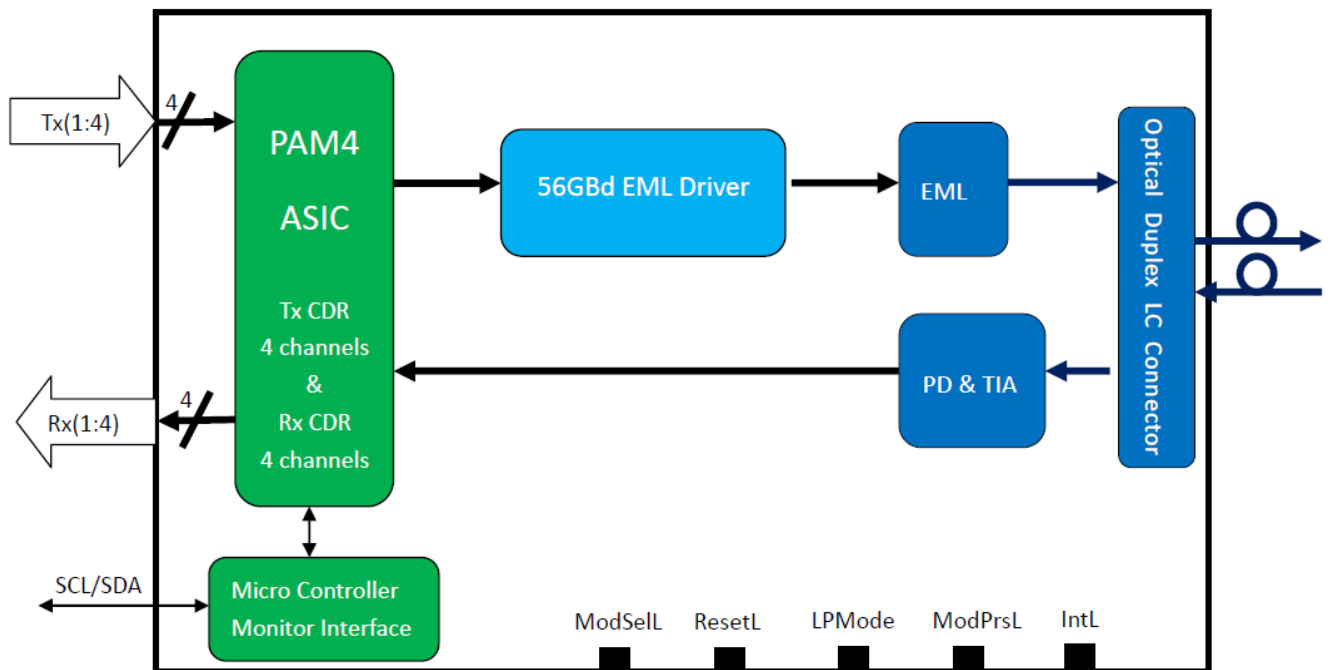 4
Tx(1:4)
PAM4
ASIC
Tx CDR
4 channels
&
Rx CDR
4 channels
56GBd EML Driver
EML
Optical Duplex LC Connector
PD & TIA
4
Rx(1:4)
SCL/SDA
Micro Controller
Monitor Interface
ModSelL
ResetL
LPMode
ModPrsL
IntL